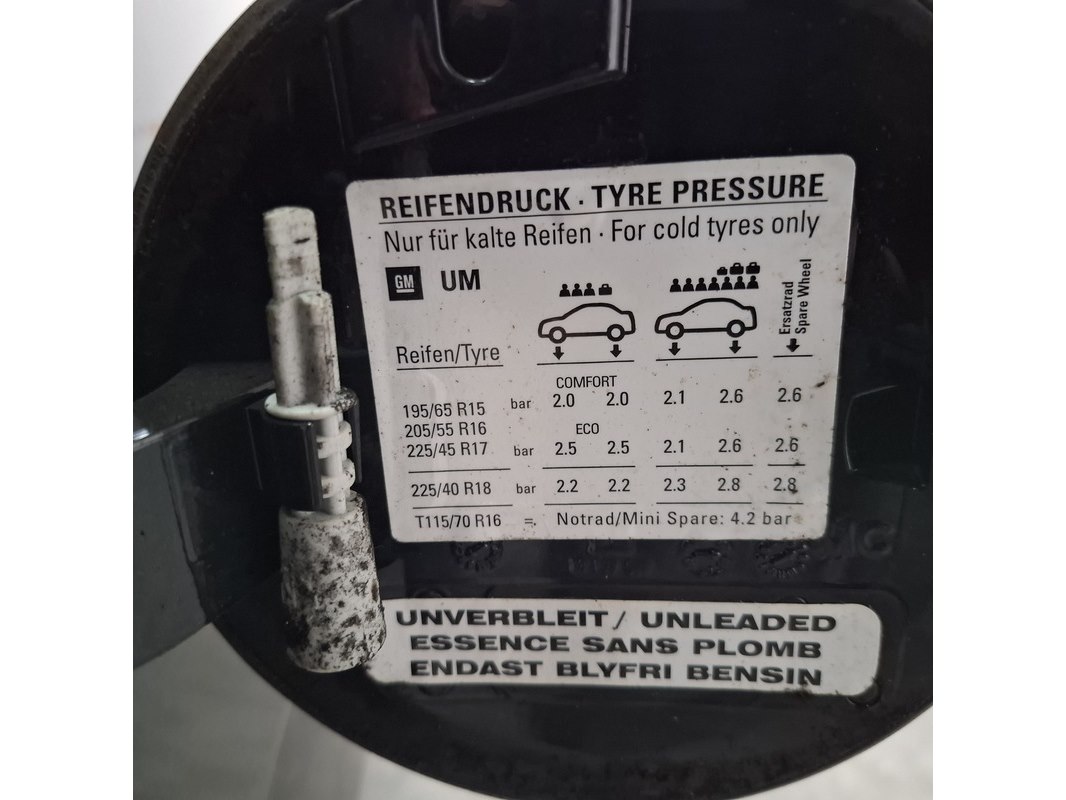 REIFENDRUCK · TYRE PRESSURE
Nur für kalte Reifen · For cold tyres only
GM UM
Ersatzrad
Spare Wheel
Reifen/Tyre
COMFORT
195/65 R15 bar 2.0 2.0 2.1 2.6 2.6
205/55 R16 ECO
225/45 R17 bar 2.5 2.5 2.1 2.6 2.6
225/40 R18 bar 2.2 2.2 2.3 2.8 2.8
T115/70 R16 = Notrad/Mini Spare: 4.2 bar
UNVERBLEIT / UNLEADED
ESSENCE SANS PLOMB
ENDAST BLYFRI BENSIN